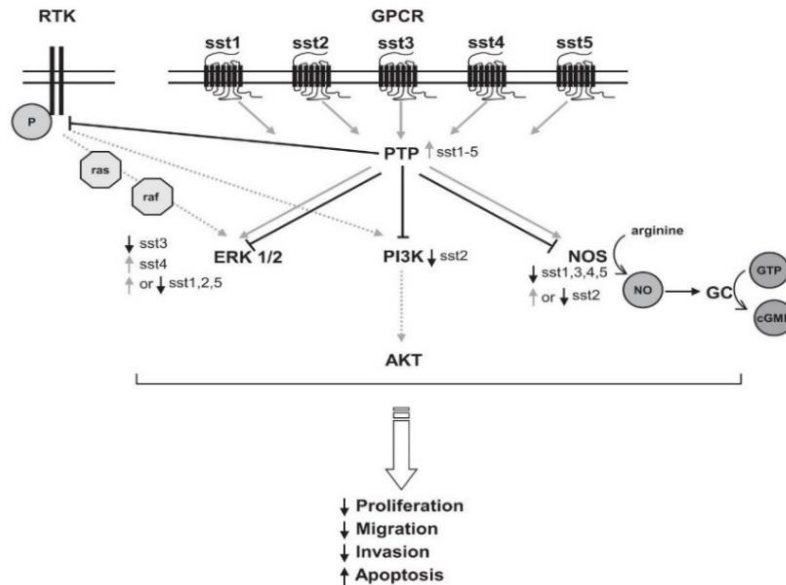 RTK GPCR
sst1 sst2 sst3 sst4 sst5
P
PTP ↑ sst1-5
ras
raf
ERK 1/2
↓ sst3
↑ sst4
↑ or ↓ sst1,2,5
PI3K ↓ sst2
NOS
↓ sst1,3,4,5
↑ or ↓ sst2
arginine
NO
GC
GTP
AKT
↓ Proliferation
↓ Migration
↓ Invasion
↑ Apoptosis